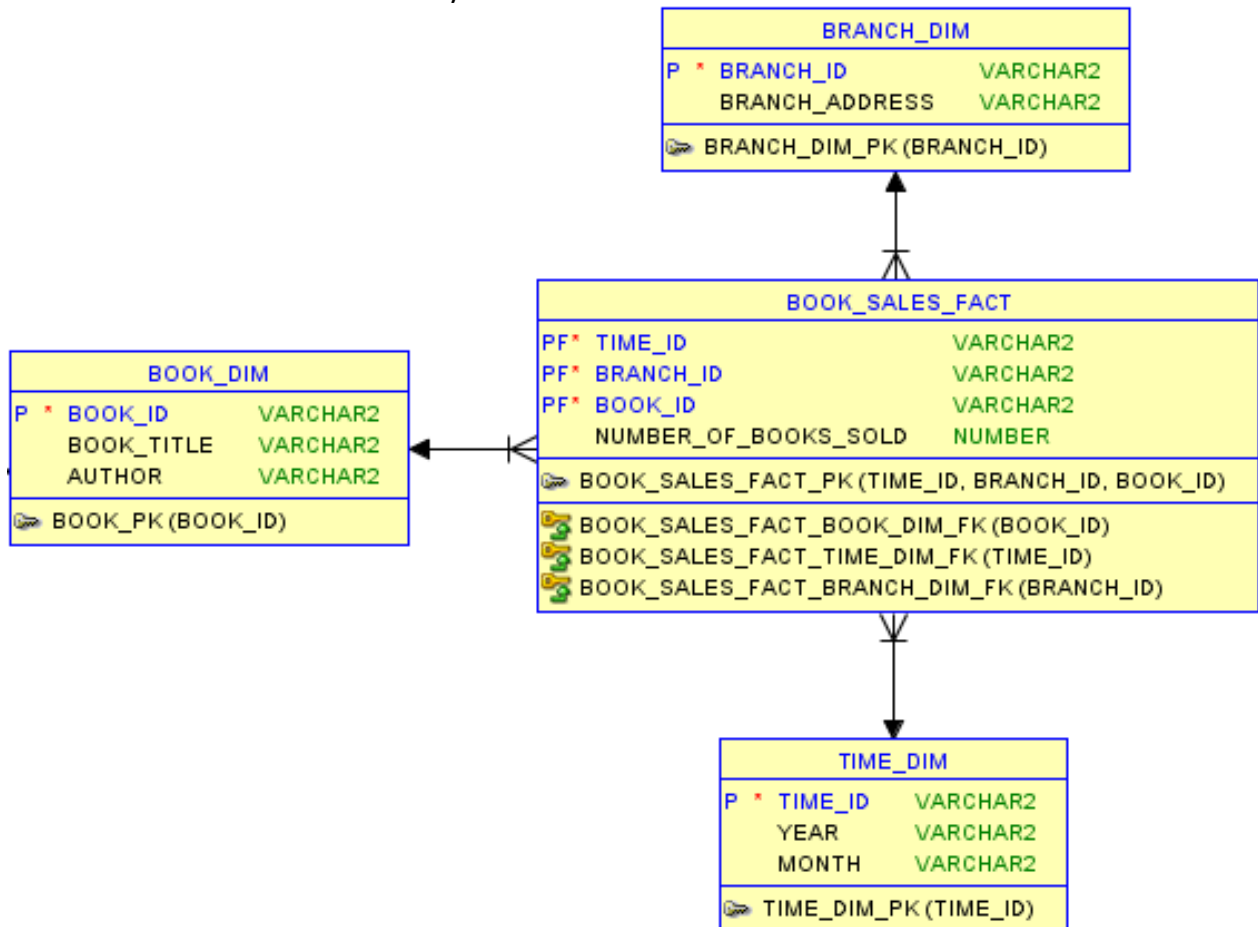 BRANCH_DIM
P * BRANCH_ID VARCHAR2
BRANCH_ADDRESS VARCHAR2
BRANCH_DIM_PK (BRANCH_ID)
BOOK_SALES_FACT
PF* TIME_ID VARCHAR2
PF* BRANCH_ID VARCHAR2
PF* BOOK_ID VARCHAR2
NUMBER_OF_BOOKS_SOLD NUMBER
BOOK_SALES_FACT_PK (TIME_ID, BRANCH_ID, BOOK_ID)
BOOK_SALES_FACT_BOOK_DIM_FK (BOOK_ID)
BOOK_SALES_FACT_TIME_DIM_FK (TIME_ID)
BOOK_SALES_FACT_BRANCH_DIM_FK (BRANCH_ID)
BOOK_DIM
P * BOOK_ID VARCHAR2
BOOK_TITLE VARCHAR2
AUTHOR VARCHAR2
BOOK_PK (BOOK_ID)
TIME_DIM
P * TIME_ID VARCHAR2
YEAR VARCHAR2
MONTH VARCHAR2
TIME_DIM_PK (TIME_ID)